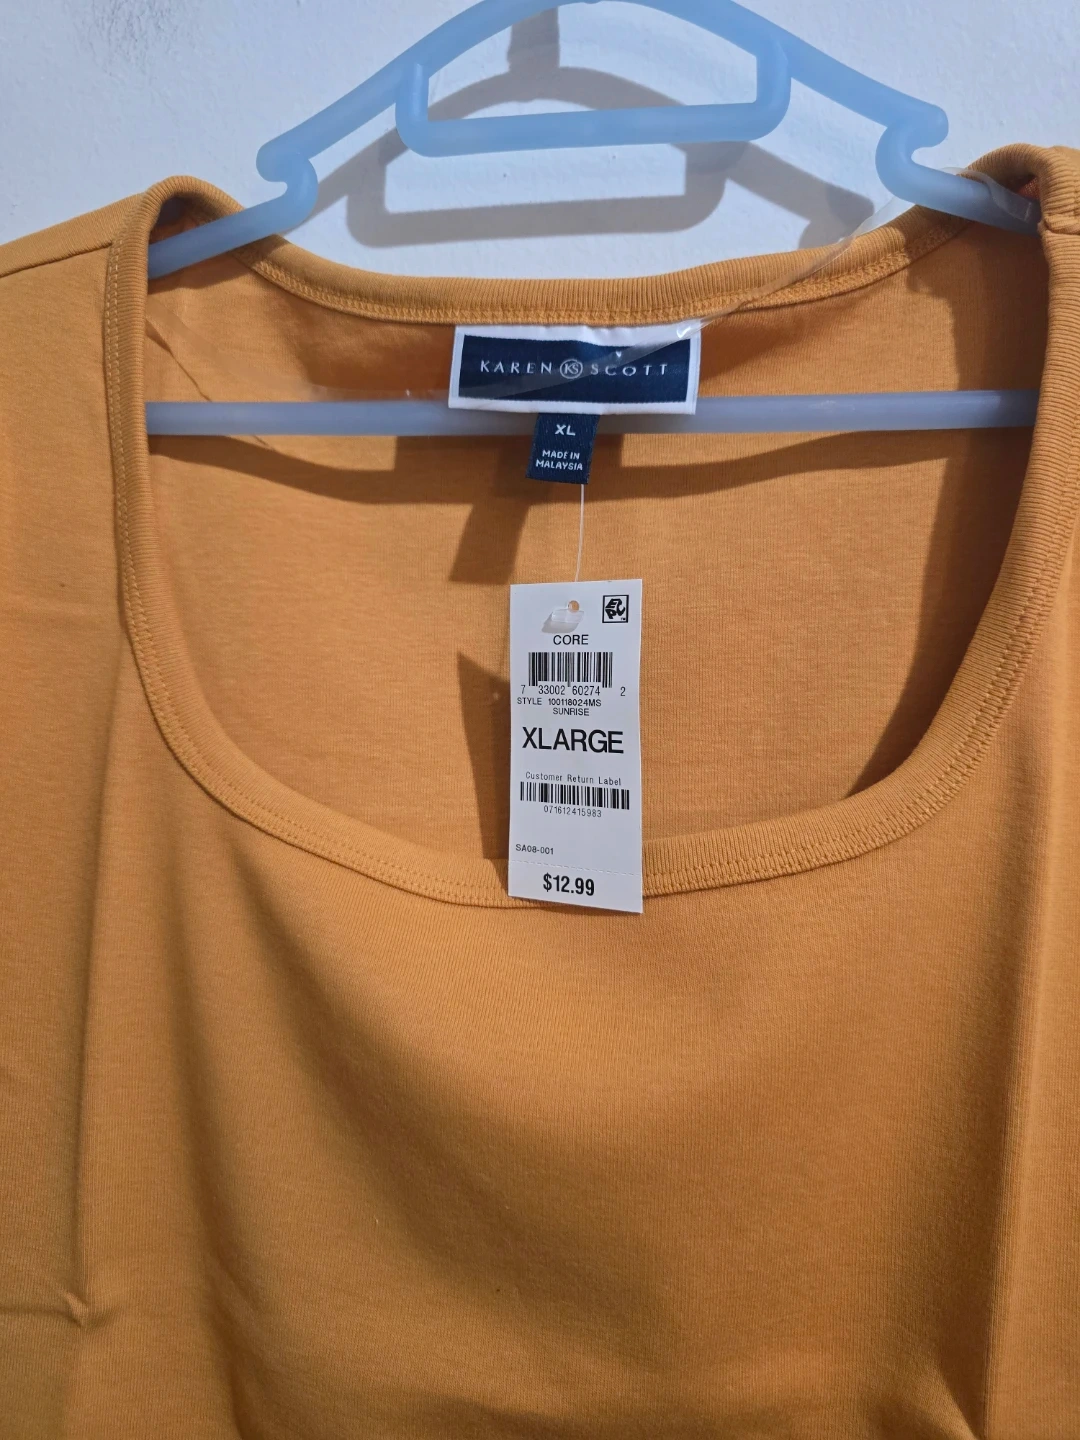 KAREN KS SCOTT
XL
MADE IN
MALAYSIA
CORE
7 33002 60274 2
STYLE 100118024MS
SUNRISE
XLARGE
Customer Return Label
071612415983
SA08-001
$12.99